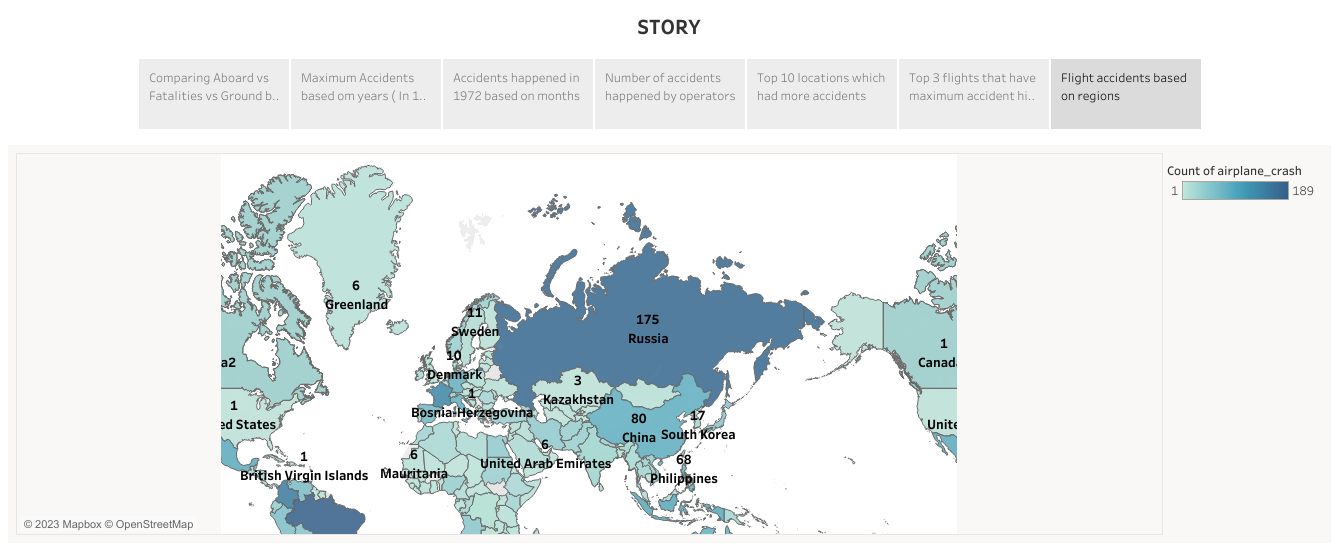 STORY
Comparing Aboard vs
Fatalities vs Ground b..
Maximum Accidents
based om years ( In 1..
Accidents happened in
1972 based on months
Number of accidents
happened by operators
Top 10 locations which
had more accidents
Top 3 flights that have
maximum accident hi..
Flight accidents based
on regions
Count of airplane_crash
1 189
6
Greenland
11
Sweden
175
Russia
10
Denmark
1
Canad
a2
3
Kazakhstan
1
Bosnia-Herzegovina
1
ed States
80
China
17
South Korea
Unite
6
United Arab Emirates
1
British Virgin Islands
6
Mauritania
68
Philippines
© 2023 Mapbox © OpenStreetMap